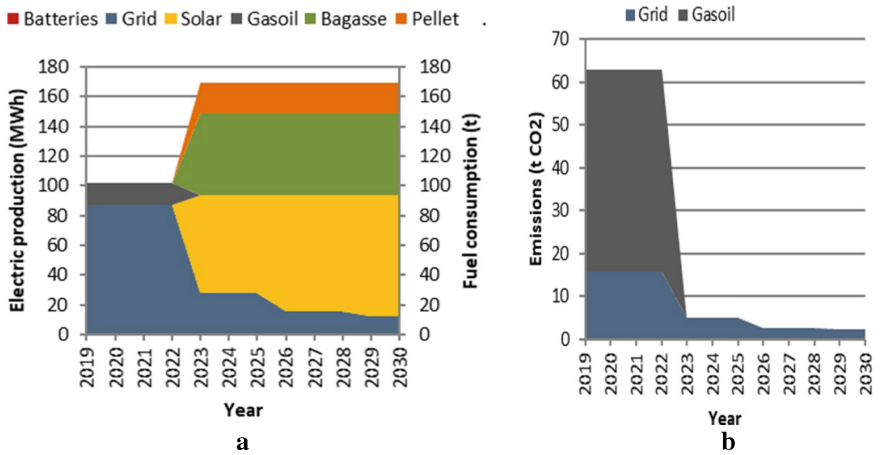 Batteries Grid Solar Gasoil Bagasse Pellet .
Electric production (MWh)
180
160
140
120
100
80
60
40
20
0
180
160
140
120
100
80
60
40
20
0
Fuel consumption (t)
2019 2020 2021 2022 2023 2024 2025 2026 2027 2028 2029 2030
Year
a
Grid Gasoil
Emissions (t CO2)
70
60
50
40
30
20
10
0
2019 2020 2021 2022 2023 2024 2025 2026 2027 2028 2029 2030
Year
b